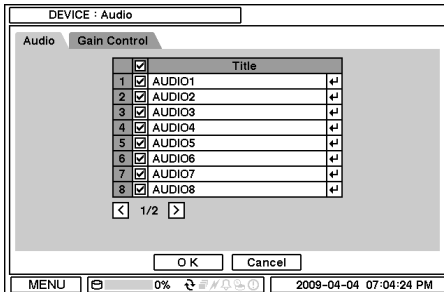 DEVICE : Audio
Audio Gain Control
Title
1 AUDIO1
2 AUDIO2
3 AUDIO3
4 AUDIO4
5 AUDIO5
6 AUDIO6
7 AUDIO7
8 AUDIO8
< 1/2 >
OK Cancel
MENU 0% 2009-04-04 07:04:24 PM